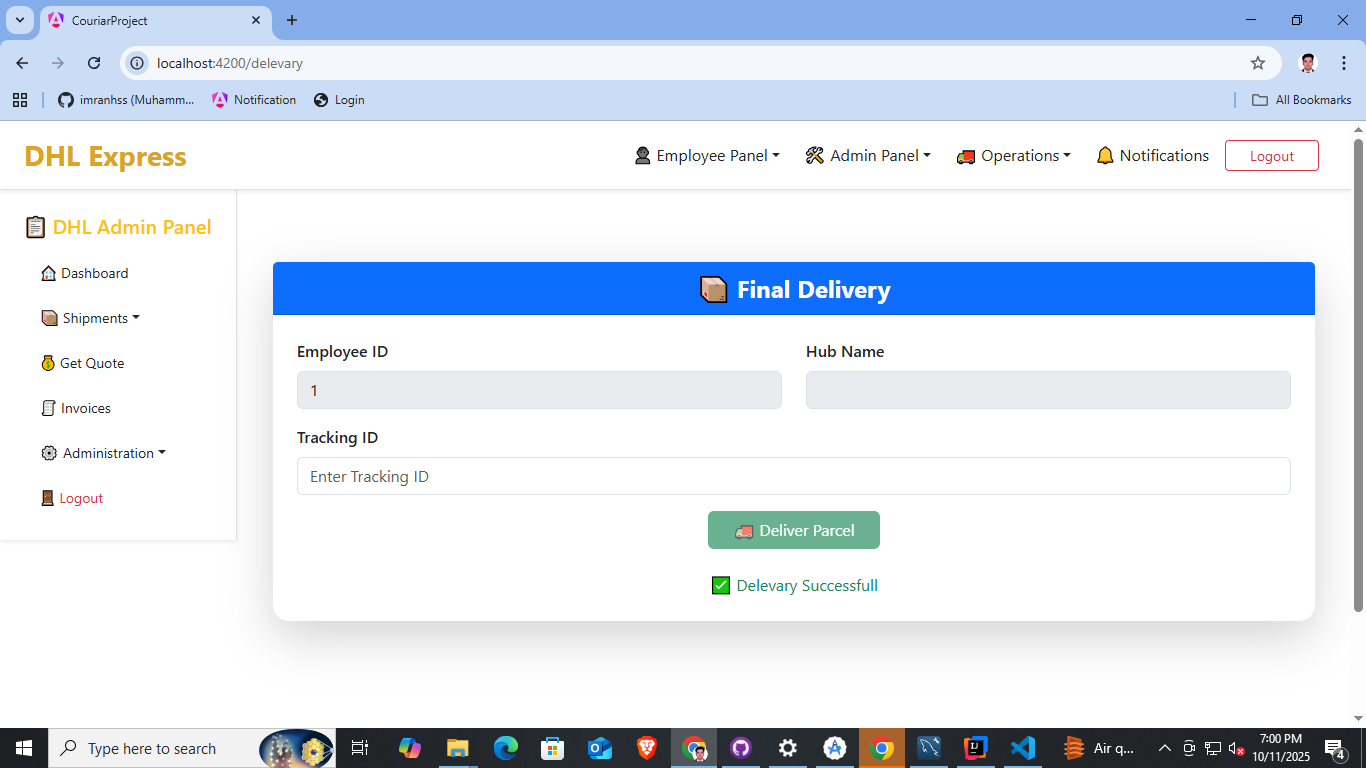 CouriarProject
localhost:4200/delevary
imranhss (Muhamm...
Notification
Login
All Bookmarks
DHL Express
Employee Panel
Admin Panel
Operations
Notifications
Logout
DHL Admin Panel
Dashboard
Shipments
Get Quote
Invoices
Administration
Logout
Final Delivery
Employee ID
Hub Name
1
Tracking ID
Enter Tracking ID
Deliver Parcel
Delevary Successfull
Type here to search
Air q...
7:00 PM
10/11/2025
4